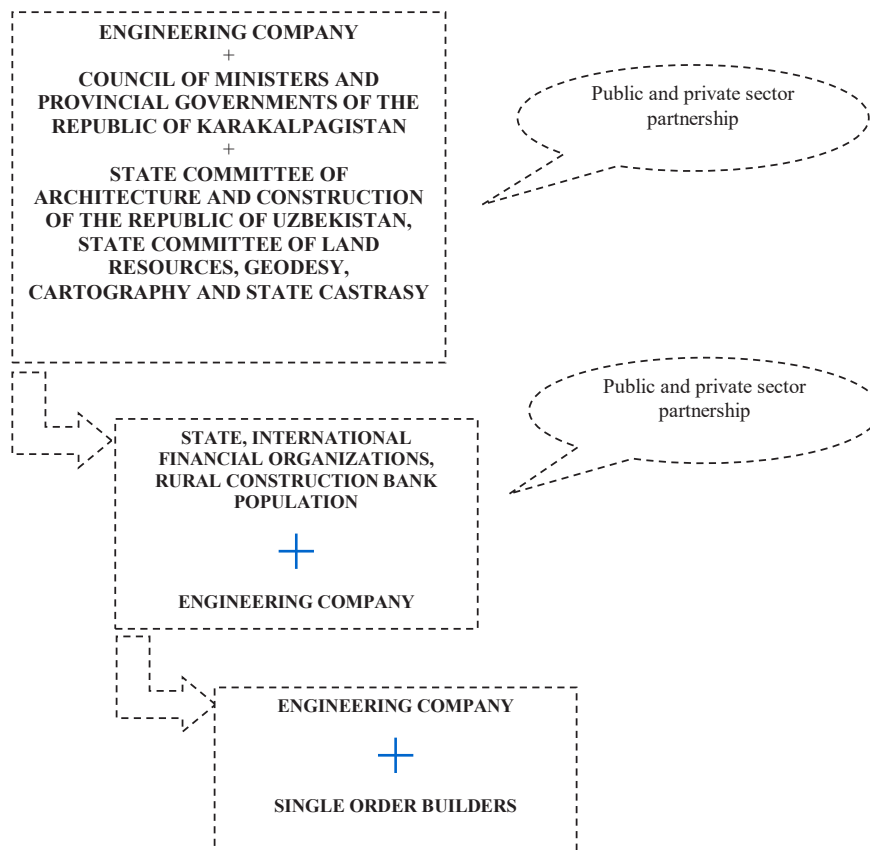 ENGINEERING COMPANY
+
COUNCIL OF MINISTERS AND
PROVINCIAL GOVERNMENTS OF THE
REPUBLIC OF KARAKALPAGISTAN
+
STATE COMMITTEE OF
ARCHITECTURE AND CONSTRUCTION
OF THE REPUBLIC OF UZBEKISTAN,
STATE COMMITTEE OF LAND
RESOURCES, GEODESY,
CARTOGRAPHY AND STATE CASTRASY
Public and private sector
partnership
STATE, INTERNATIONAL
FINANCIAL ORGANIZATIONS,
RURAL CONSTRUCTION BANK
POPULATION
ENGINEERING COMPANY
Public and private sector
partnership
ENGINEERING COMPANY
SINGLE ORDER BUILDERS